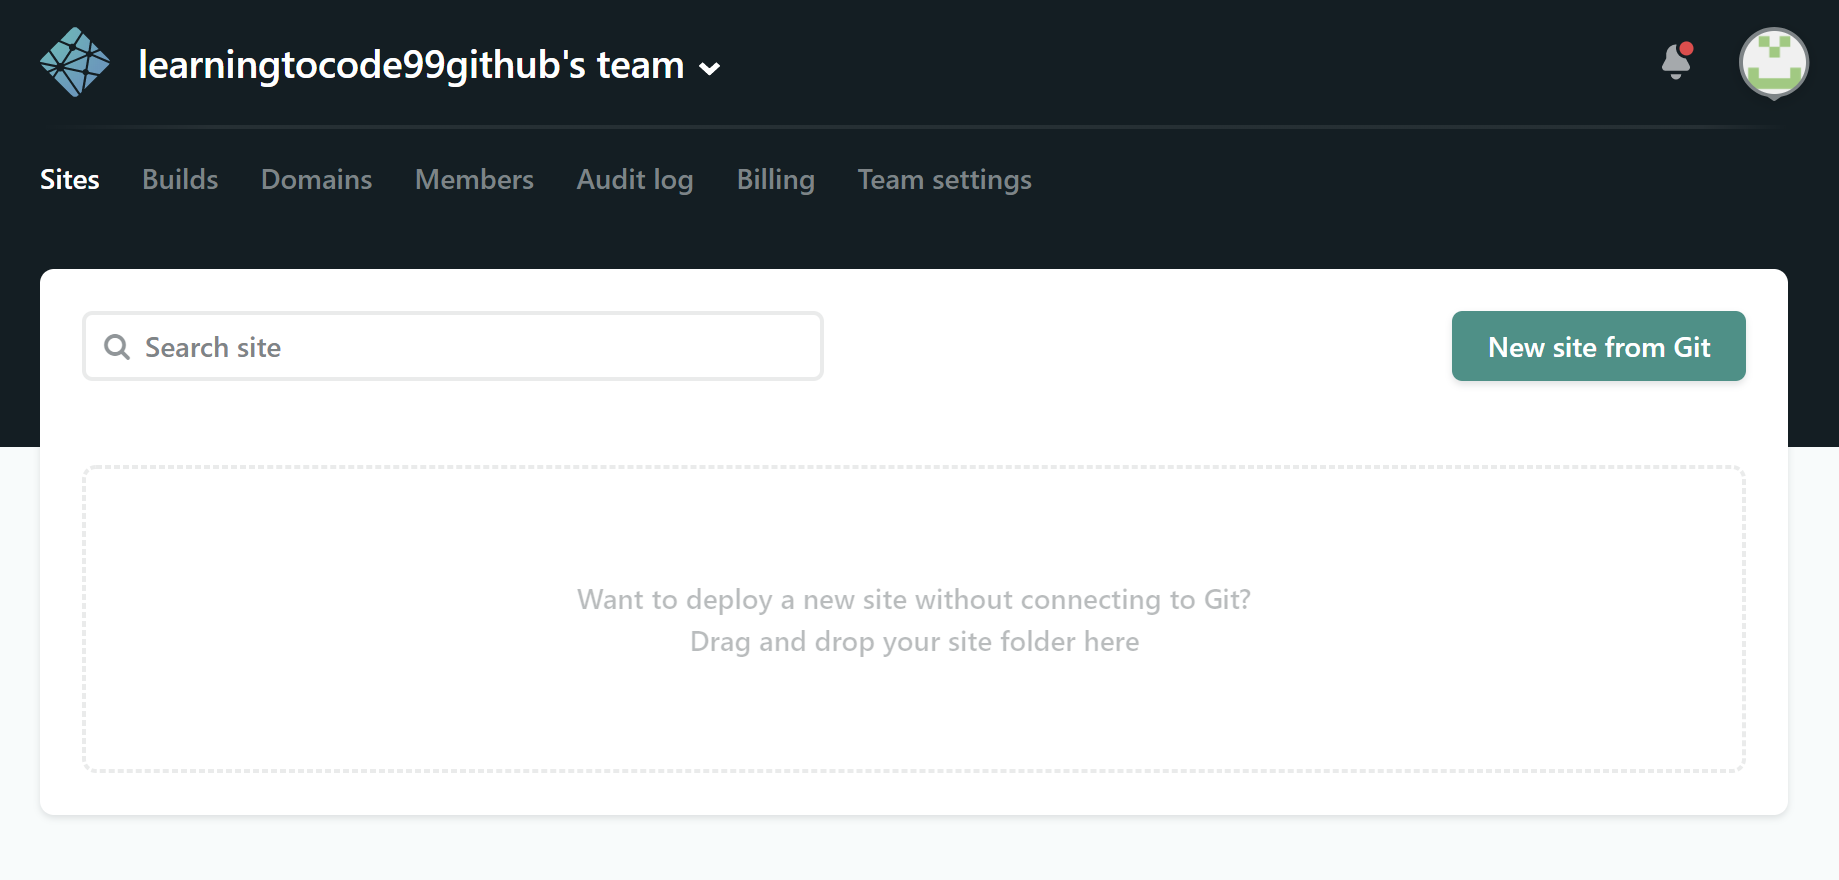 learningtocode99github's team
Sites Builds Domains Members Audit log Billing Team settings
Search site
New site from Git
Want to deploy a new site without connecting to Git?
Drag and drop your site folder here